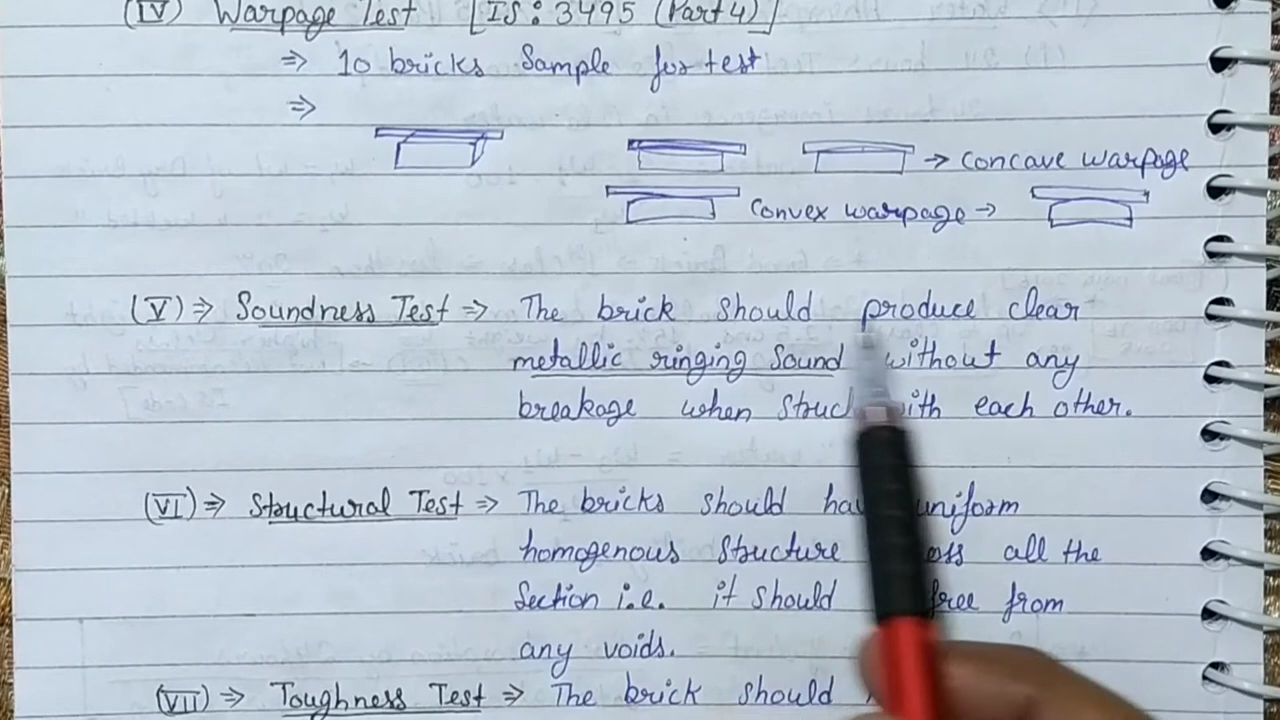 (IV) Warpage Test [IS: 3495 (Part 4)]
⇒ 10 bricks Sample for test
⇒
→ Concave warpage
Convex warpage →
(V) ⇒ Soundness Test ⇒ The brick should produce clear
metallic ringing Sound without any
breakage when with each other.
(VI) ⇒ Structural Test ⇒ The bricks should uniform
homogenous Structure all the
Section i.e. it should free from
any voids.
(VII) ⇒ Toughness Test ⇒ The brick should